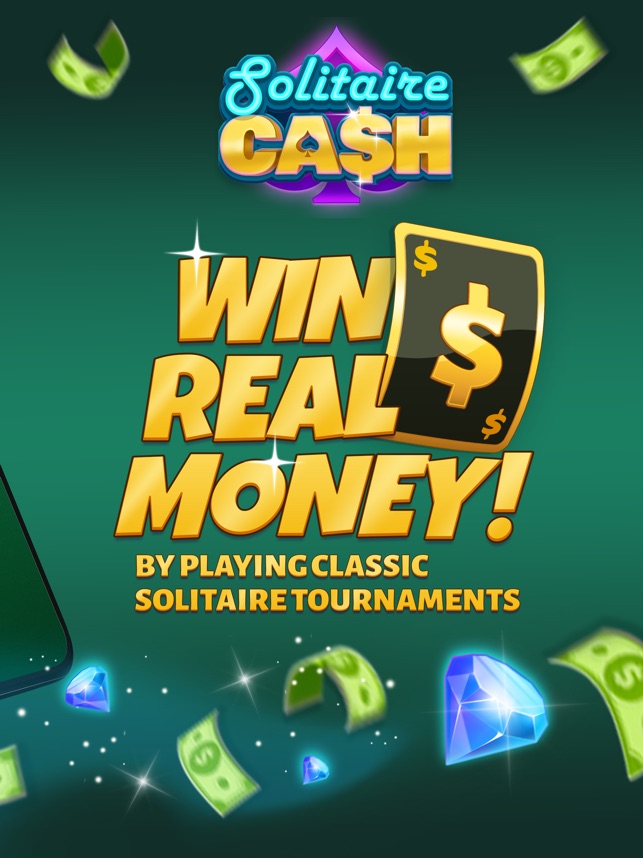 Solitaire
CA$H
WIN
REAL
MONEY!
$
$
$
BY PLAYING CLASSIC
SOLITAIRE TOURNAMENTS